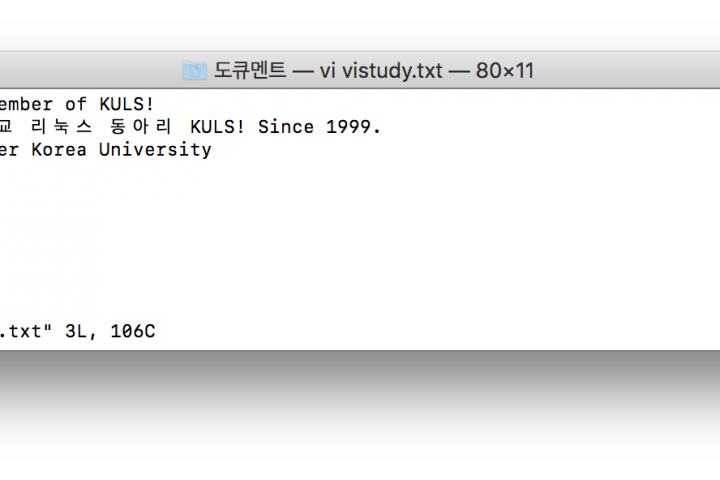 도큐멘트 — vi vistudy.txt — 80×11
ember of KULS!
교 리눅스 동아리 KULS! Since 1999.
er Korea University
.txt" 3L, 106C